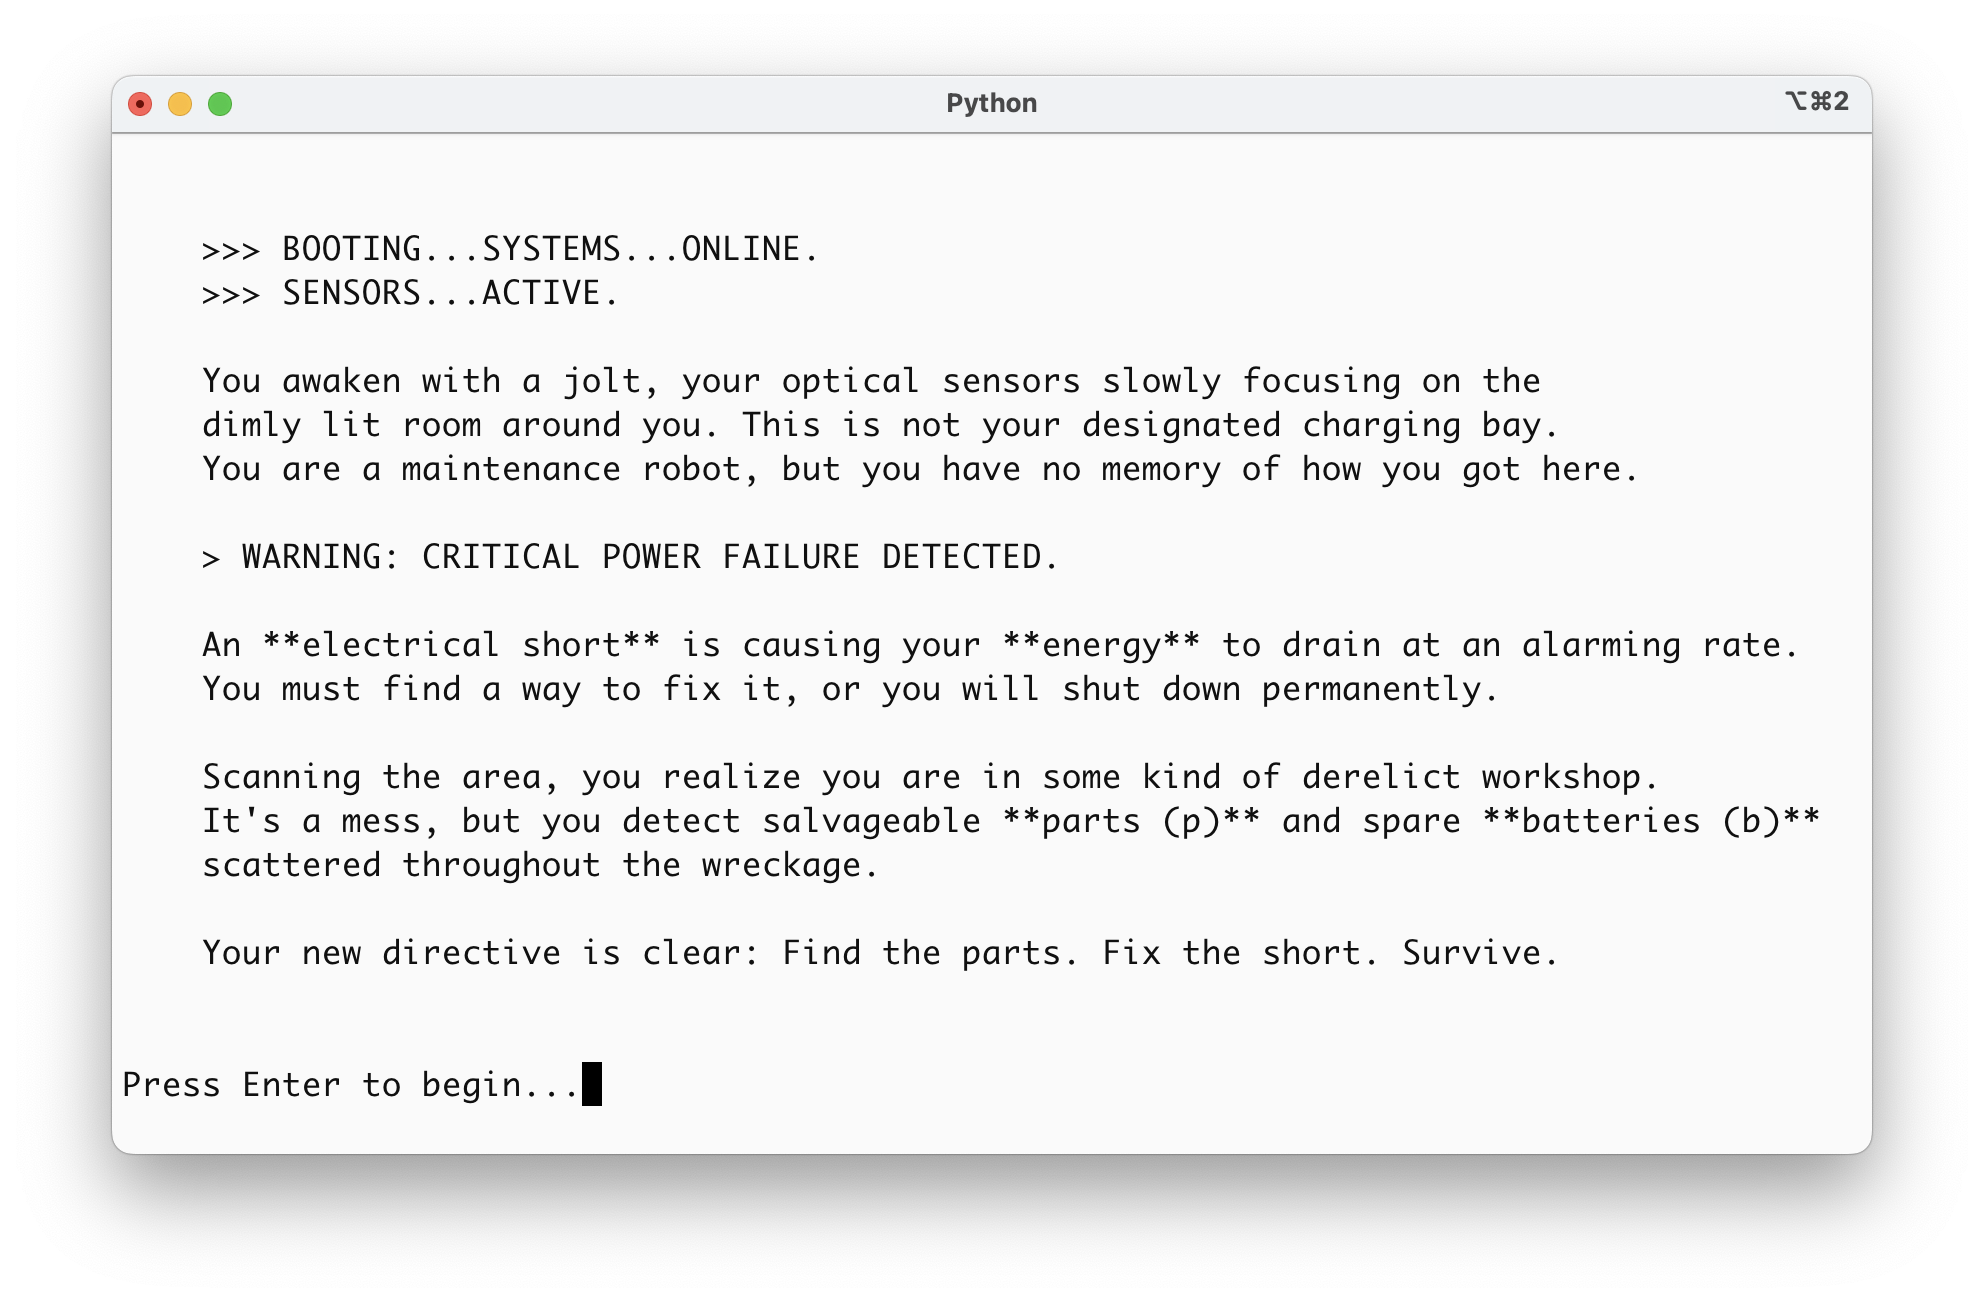 Python
⌥⌘2
>>> BOOTING...SYSTEMS...ONLINE.
>>> SENSORS...ACTIVE.
You awaken with a jolt, your optical sensors slowly focusing on the
dimly lit room around you. This is not your designated charging bay.
You are a maintenance robot, but you have no memory of how you got here.
> WARNING: CRITICAL POWER FAILURE DETECTED.
An **electrical short** is causing your **energy** to drain at an alarming rate.
You must find a way to fix it, or you will shut down permanently.
Scanning the area, you realize you are in some kind of derelict workshop.
It's a mess, but you detect salvageable **parts (p)** and spare **batteries (b)**
scattered throughout the wreckage.
Your new directive is clear: Find the parts. Fix the short. Survive.
Press Enter to begin...